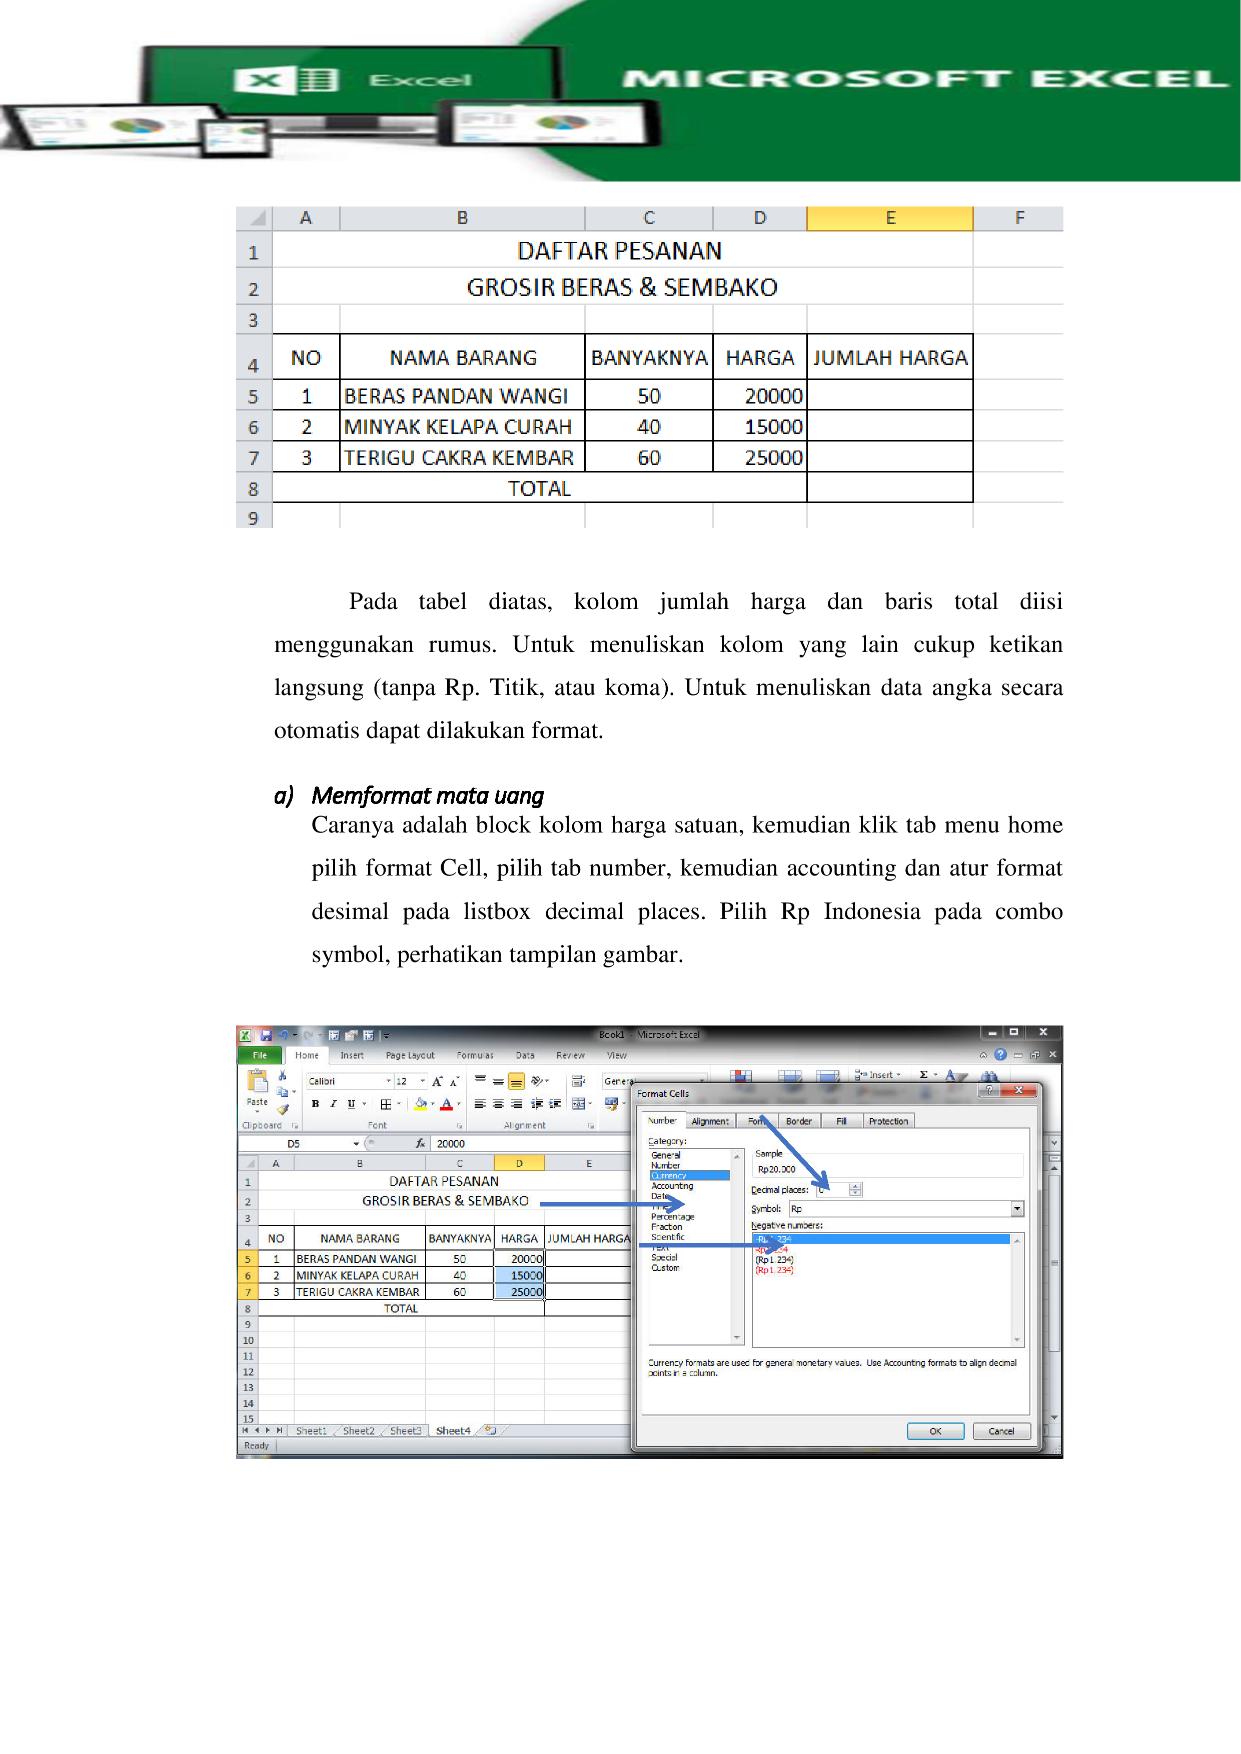 Excel
MICROSOFT EXCEL
A B C D E F
1 DAFTAR PESANAN
2 GROSIR BERAS & SEMBAKO
3
4 NO NAMA BARANG BANYAKNYA HARGA JUMLAH HARGA
5 1 BERAS PANDAN WANGI 50 20000
6 2 MINYAK KELAPA CURAH 40 15000
7 3 TERIGU CAKRA KEMBAR 60 25000
8 TOTAL
9
Pada tabel diatas, kolom jumlah harga dan baris total diisi
menggunakan rumus. Untuk menuliskan kolom yang lain cukup ketikan
langsung (tanpa Rp. Titik, atau koma). Untuk menuliskan data angka secara
otomatis dapat dilakukan format.
a) Memformat mata uang
Caranya adalah block kolom harga satuan, kemudian klik tab menu home
pilih format Cell, pilih tab number, kemudian accounting dan atur format
desimal pada listbox decimal places. Pilih Rp Indonesia pada combo
symbol, perhatikan tampilan gambar.
Book1 - Microsoft Excel
File Home Insert Page Layout Formulas Data Review View
Calibri 12 General Insert
Paste B I U
Clipboard Font Alignment
D5 fx 20000
A B C D E
1 DAFTAR PESANAN
2 GROSIR BERAS & SEMBAKO
3
4 NO NAMA BARANG BANYAKNYA HARGA JUMLAH HARGA
5 1 BERAS PANDAN WANGI 50 20000
6 2 MINYAK KELAPA CURAH 40 15000
7 3 TERIGU CAKRA KEMBAR 60 25000
8 TOTAL
9
10
11
12
13
14
15
Sheet1 Sheet2 Sheet3 Sheet4
Ready
Format Cells
Number Alignment Font Border Fill Protection
Category:
General
Number
Currency
Accounting
Date
Percentage
Fraction
Scientific
Text
Special
Custom
Sample
Rp20.000
Decimal places:
Symbol: Rp
Negative numbers:
-Rp1.234
(Rp1.234)
(Rp1.234)
Currency formats are used for general monetary values. Use Accounting formats to align decimal
points in a column.
OK Cancel